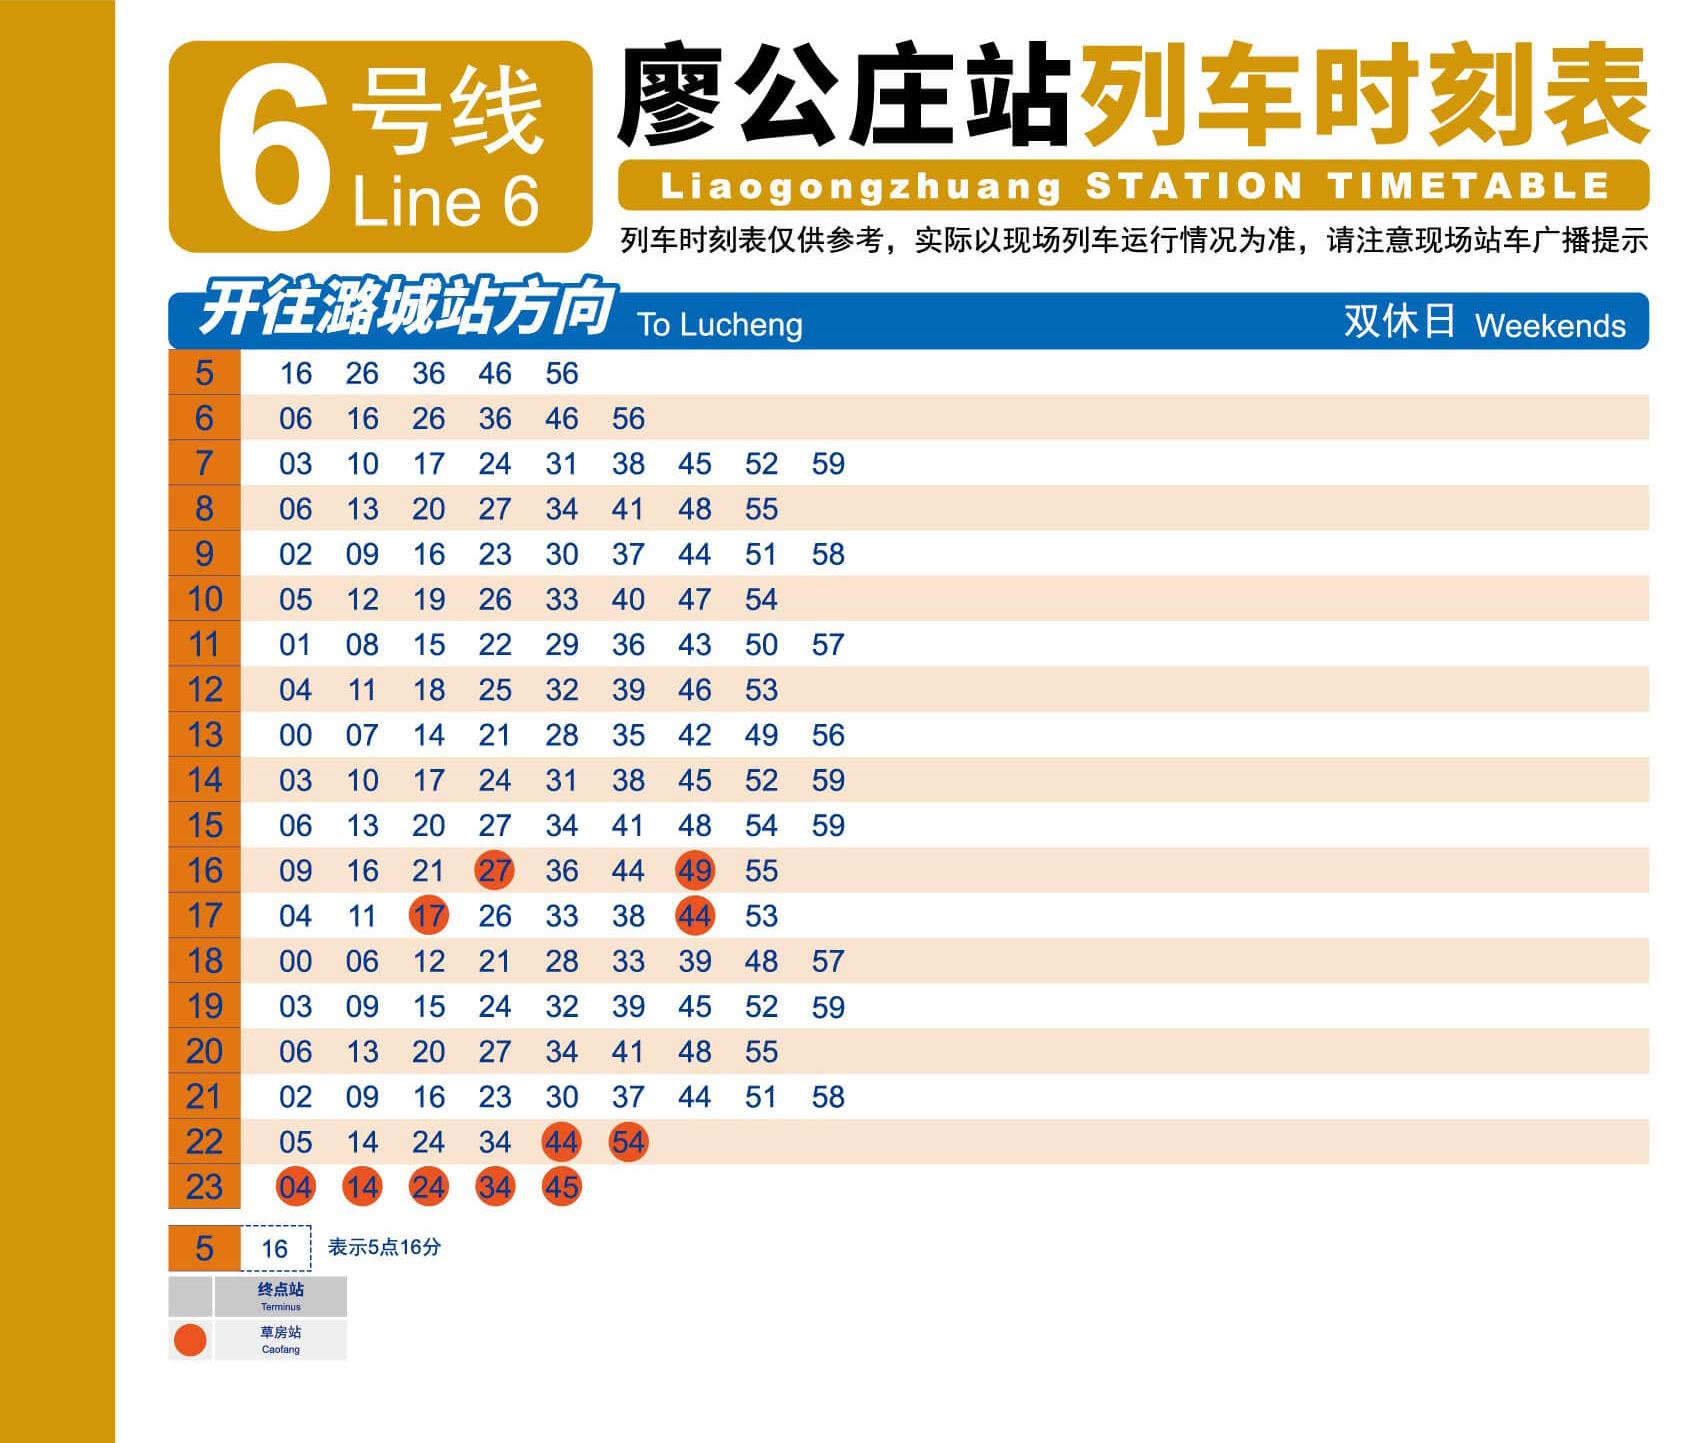 6号线
Line 6
廖公庄站列车时刻表
Liaogongzhuang STATION TIMETABLE
列车时刻表仅供参考，实际以现场列车运行情况为准，请注意现场站车广播提示
开往潞城站方向 To Lucheng 双休日 Weekends
5 16 26 36 46 56
6 06 16 26 36 46 56
7 03 10 17 24 31 38 45 52 59
8 06 13 20 27 34 41 48 55
9 02 09 16 23 30 37 44 51 58
10 05 12 19 26 33 40 47 54
11 01 08 15 22 29 36 43 50 57
12 04 11 18 25 32 39 46 53
13 00 07 14 21 28 35 42 49 56
14 03 10 17 24 31 38 45 52 59
15 06 13 20 27 34 41 48 54 59
16 09 16 21 27 36 44 49 55
17 04 11 17 26 33 38 44 53
18 00 06 12 21 28 33 39 48 57
19 03 09 15 24 32 39 45 52 59
20 06 13 20 27 34 41 48 55
21 02 09 16 23 30 37 44 51 58
22 05 14 24 34 44 54
23 04 14 24 34 45
5 16 表示5点16分
终点站
Terminus
草房站
Caofang